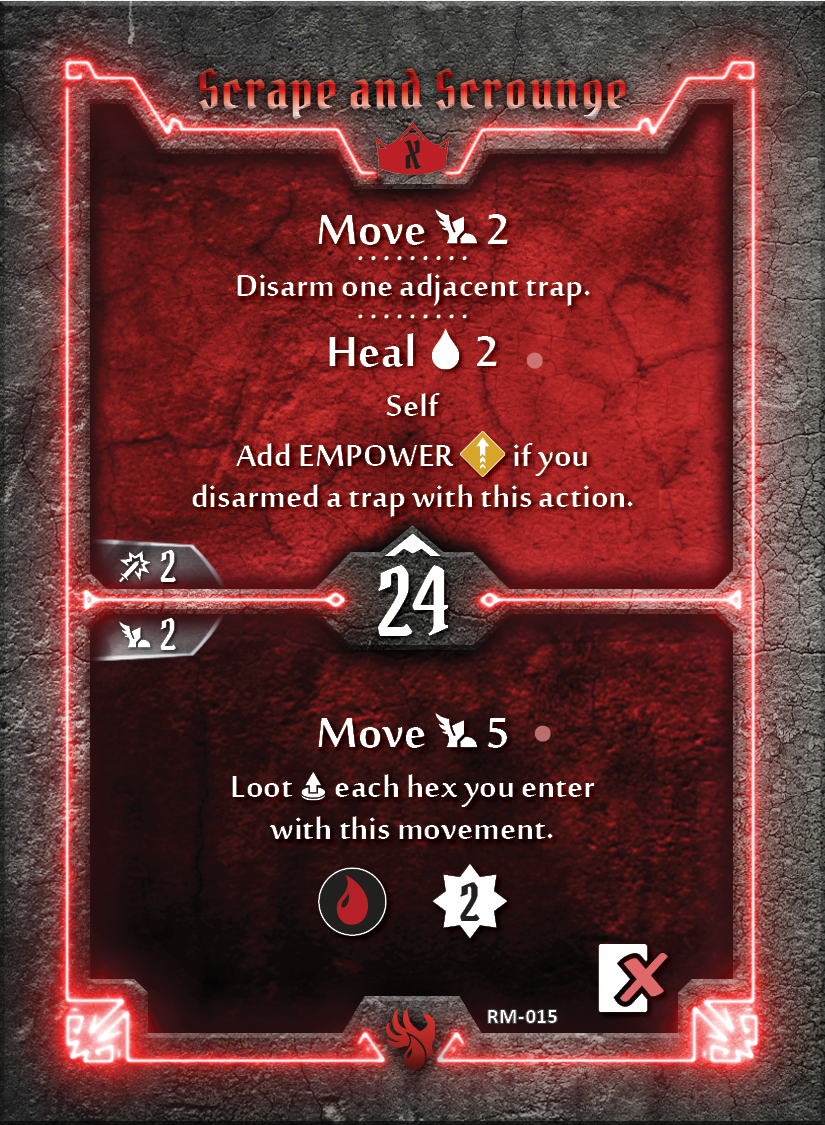 Scrape and Scrounge
א
Move 2
Disarm one adjacent trap.
Heal 2
Self
Add EMPOWER if you
disarmed a trap with this action.
2
24
2
Move 5
Loot each hex you enter
with this movement.
2
RM-015